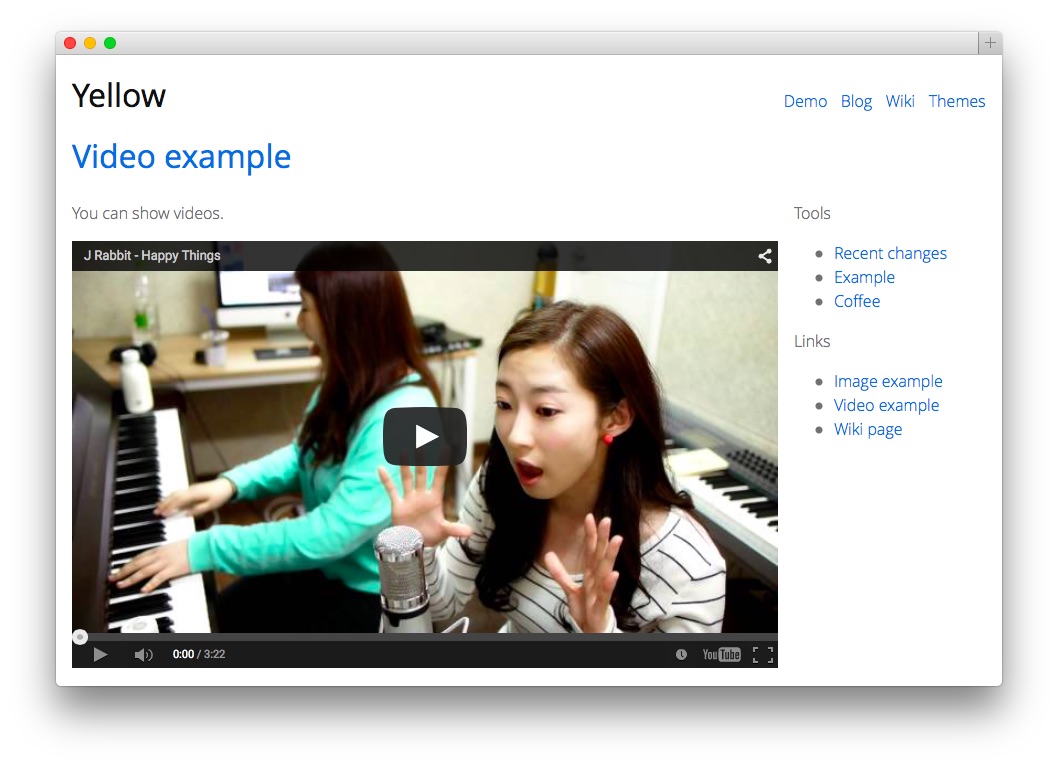 Yellow
Demo Blog Wiki Themes
Video example
You can show videos.
J Rabbit - Happy Things
0:00 / 3:22
YouTube
Tools
Recent changes
Example
Coffee
Links
Image example
Video example
Wiki page